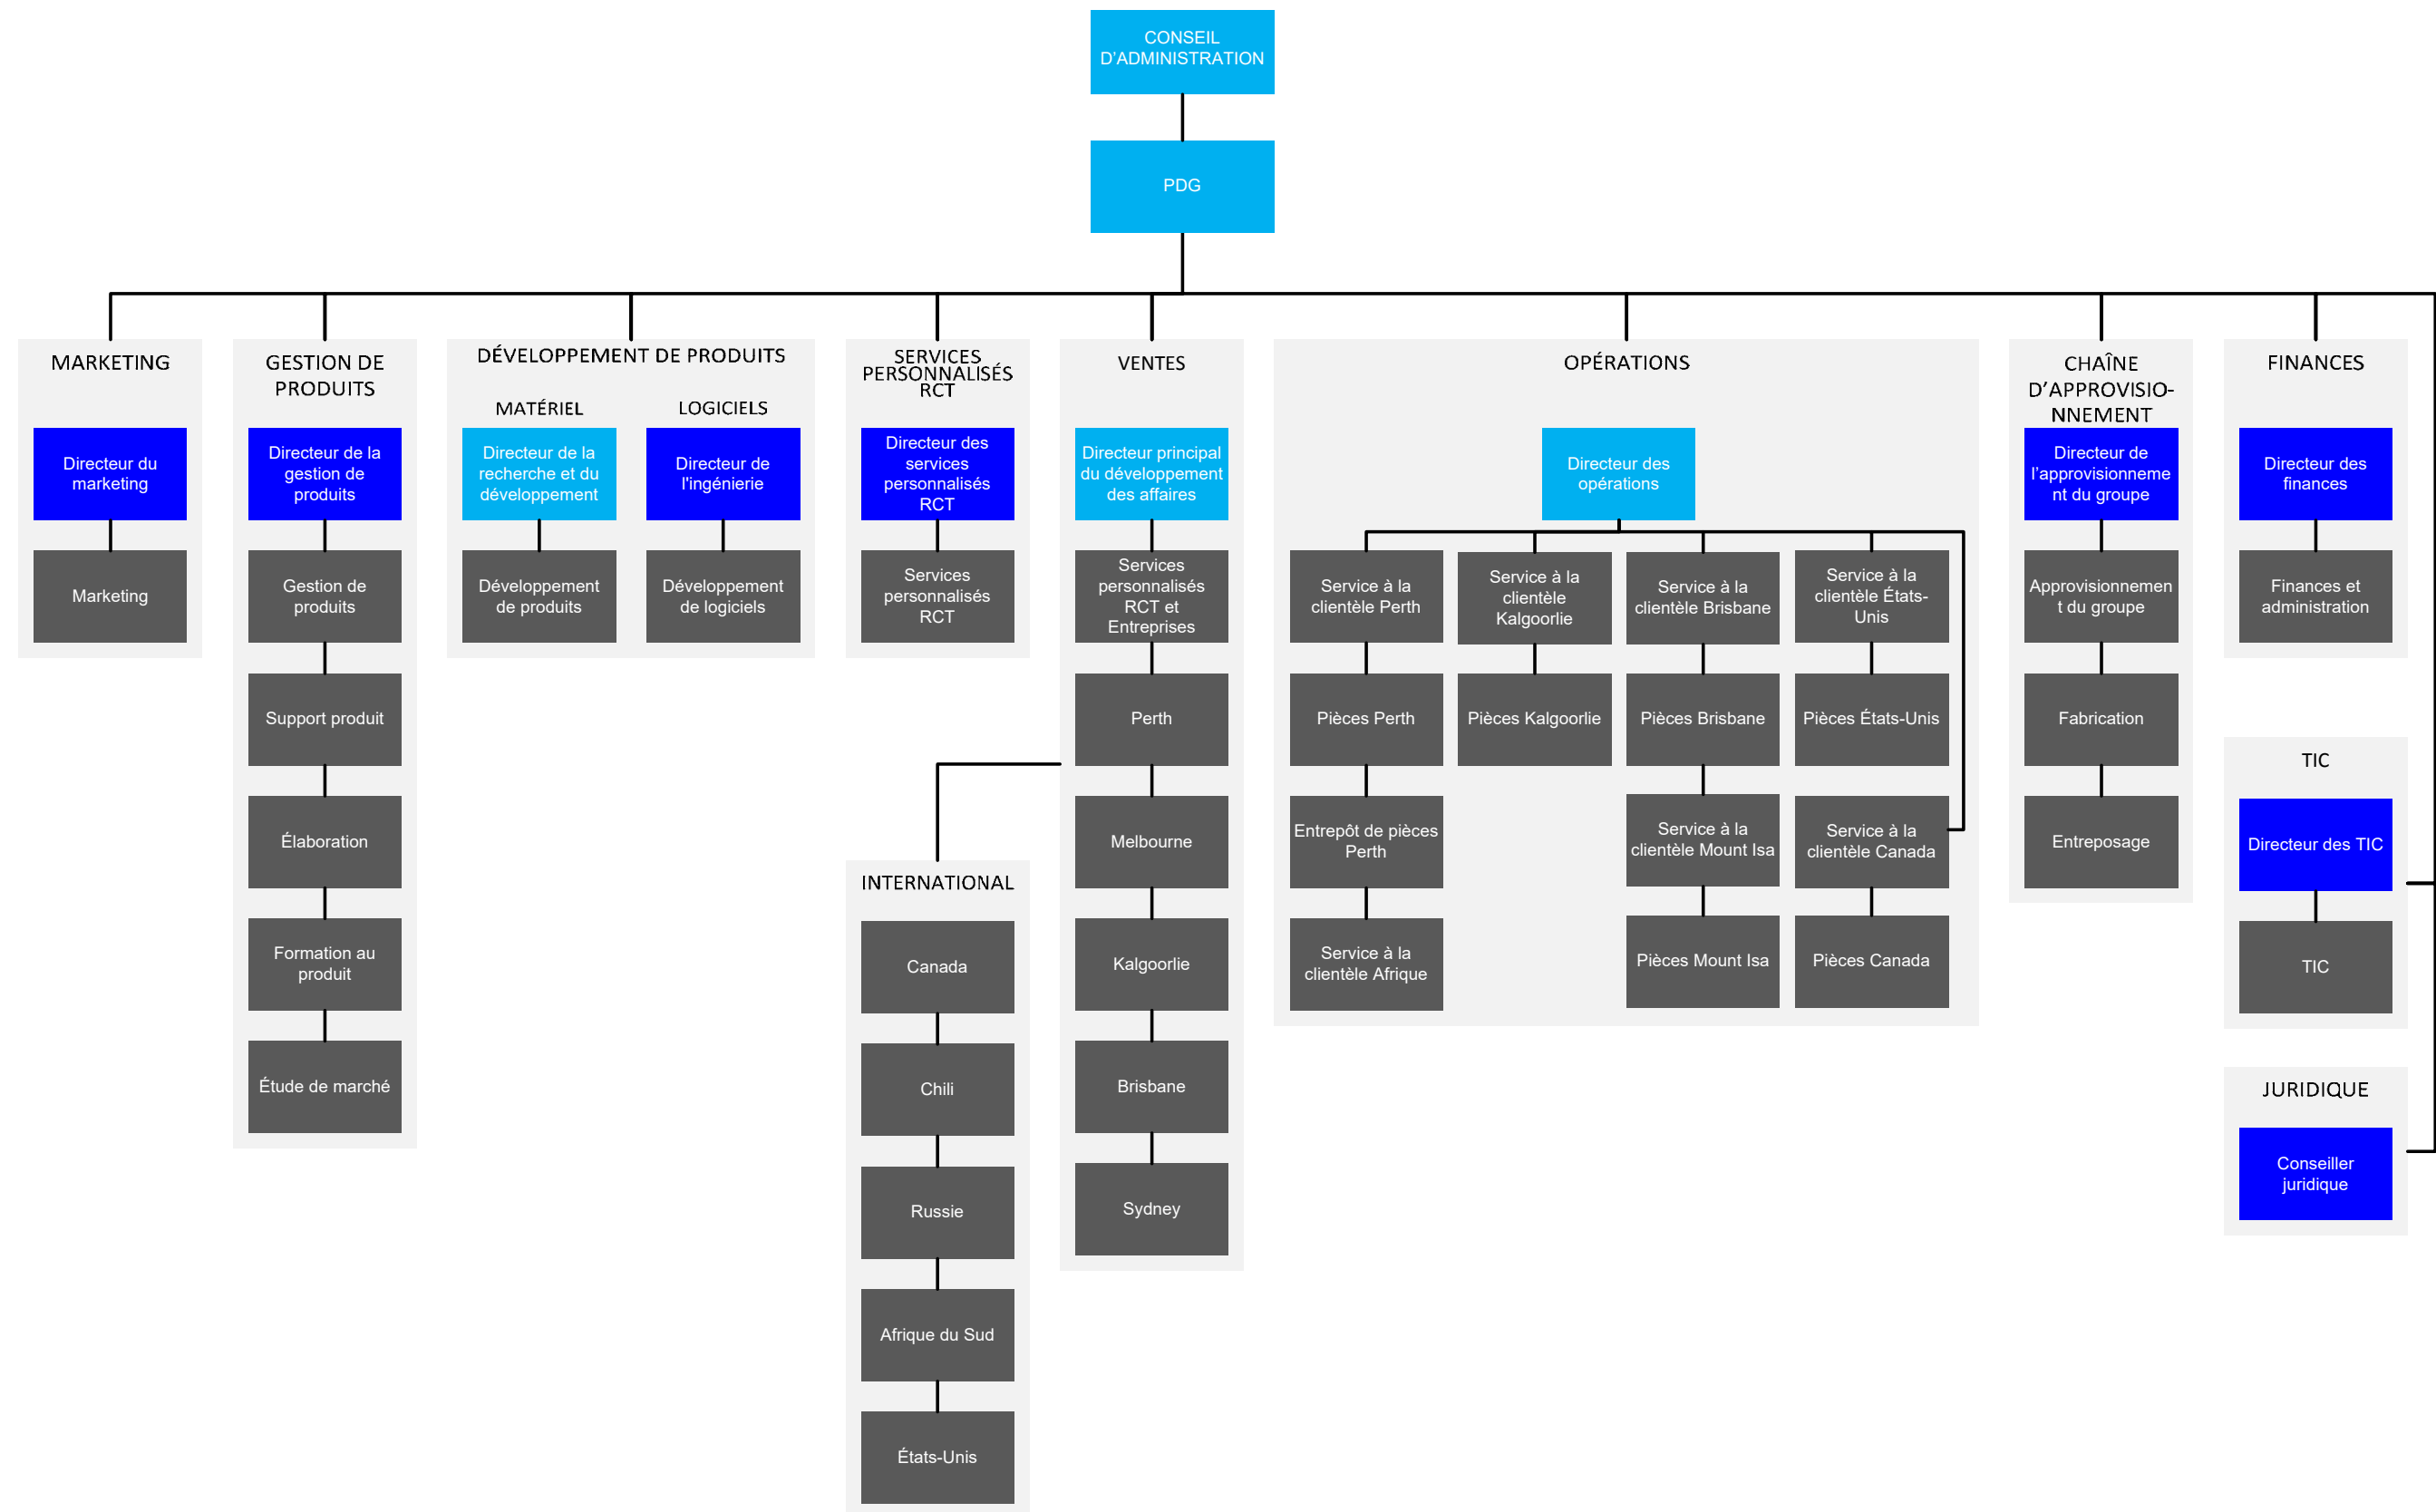 CONSEIL
D’ADMINISTRATION
PDG
MARKETING
Directeur du
marketing
Marketing
GESTION DE
PRODUITS
Directeur de la
gestion de
produits
Gestion de
produits
Support produit
Élaboration
Formation au
produit
Étude de marché
DÉVELOPPEMENT DE PRODUITS
MATÉRIEL
Directeur de la
recherche et du
développement
Développement
de produits
LOGICIELS
Directeur de
l'ingénierie
Développement
de logiciels
SERVICES
PERSONNALISÉS
RCT
Directeur des
services
personnalisés
RCT
Services
personnalisés
RCT
VENTES
Directeur principal
du développement
des affaires
Services
personnalisés
RCT et
Entreprises
Perth
Melbourne
Kalgoorlie
Brisbane
Sydney
INTERNATIONAL
Canada
Chili
Russie
Afrique du Sud
États-Unis
OPÉRATIONS
Directeur des
opérations
Service à la
clientèle Perth
Pièces Perth
Entrepôt de pièces
Perth
Service à la
clientèle Afrique
Service à la
clientèle
Kalgoorlie
Pièces Kalgoorlie
Service à la
clientèle Brisbane
Pièces Brisbane
Service à la
clientèle Mount Isa
Pièces Mount Isa
Service à la
clientèle États-
Unis
Pièces États-Unis
Service à la
clientèle Canada
Pièces Canada
CHAÎNE
D’APPROVISIO-
NNEMENT
Directeur de
l’approvisionneme
nt du groupe
Approvisionnemen
t du groupe
Fabrication
Entreposage
FINANCES
Directeur des
finances
Finances et
administration
TIC
Directeur des TIC
TIC
JURIDIQUE
Conseiller
juridique